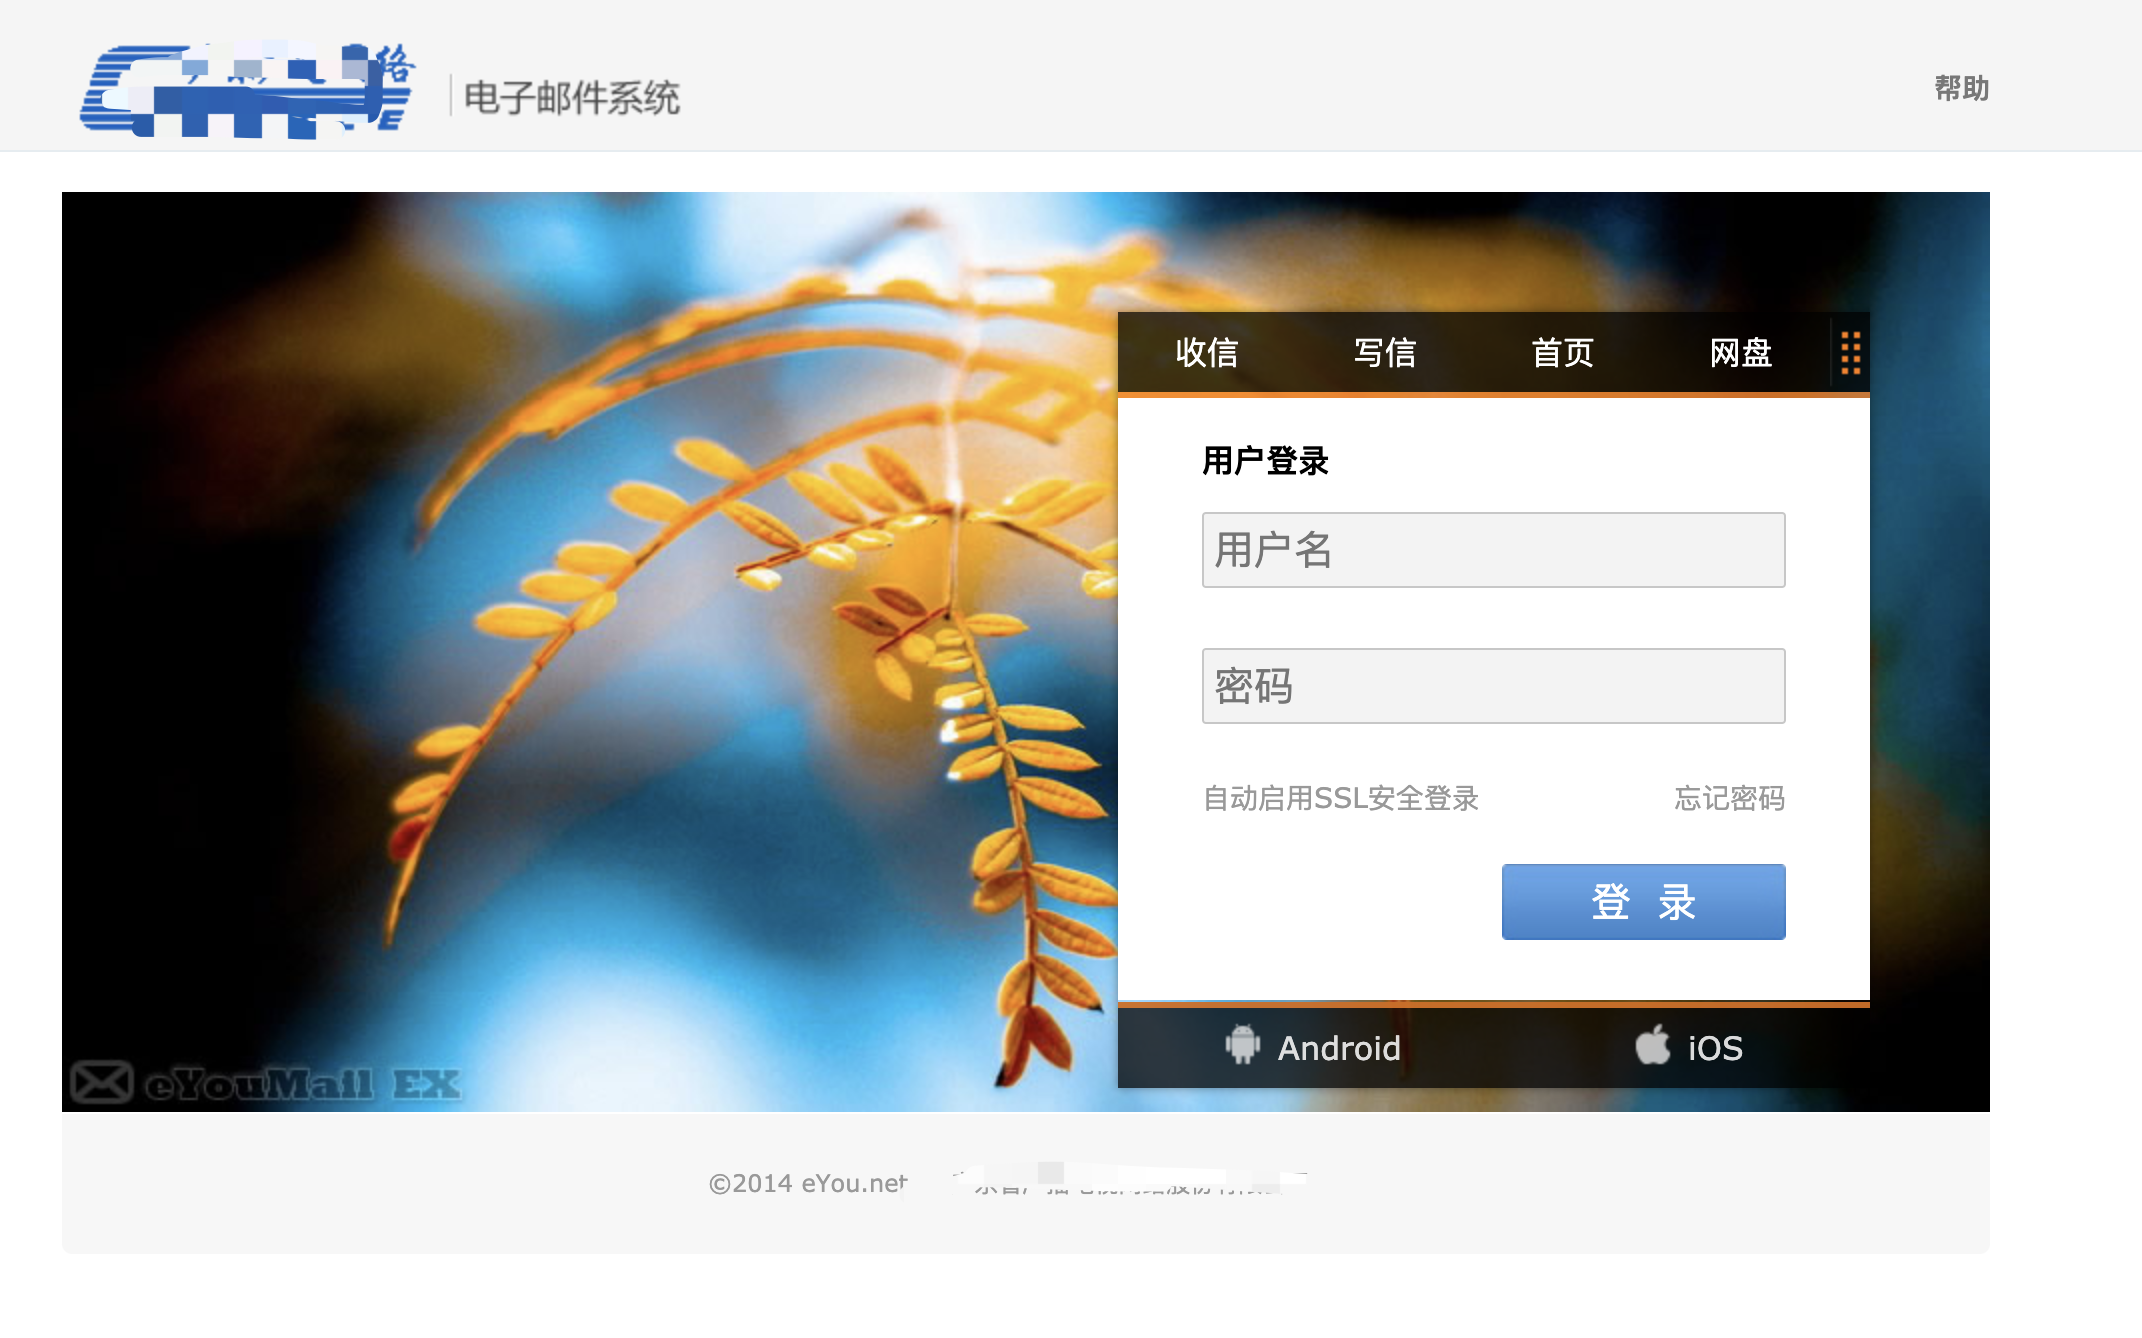 络
E
电子邮件系统
帮助
收信 写信 首页 网盘
用户登录
用户名
密码
自动启用SSL安全登录 忘记密码
登 录
Android iOS
eYouMail EX
©2014 eYou.net